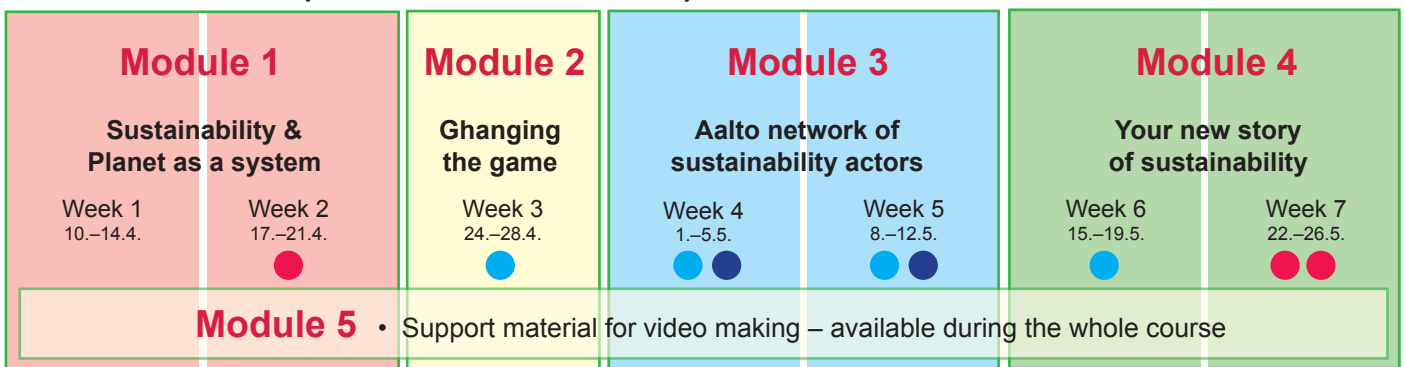 Module 1
Sustainability &
Planet as a system
Week 1
10.–14.4.
Week 2
17.–21.4.
Module 2
Ghanging
the game
Week 3
24.–28.4.
Module 3
Aalto network of
sustainability actors
Week 4
1.–5.5.
Week 5
8.–12.5.
Module 4
Your new story
of sustainability
Week 6
15.–19.5.
Week 7
22.–26.5.
Module 5 • Support material for video making – available during the whole course